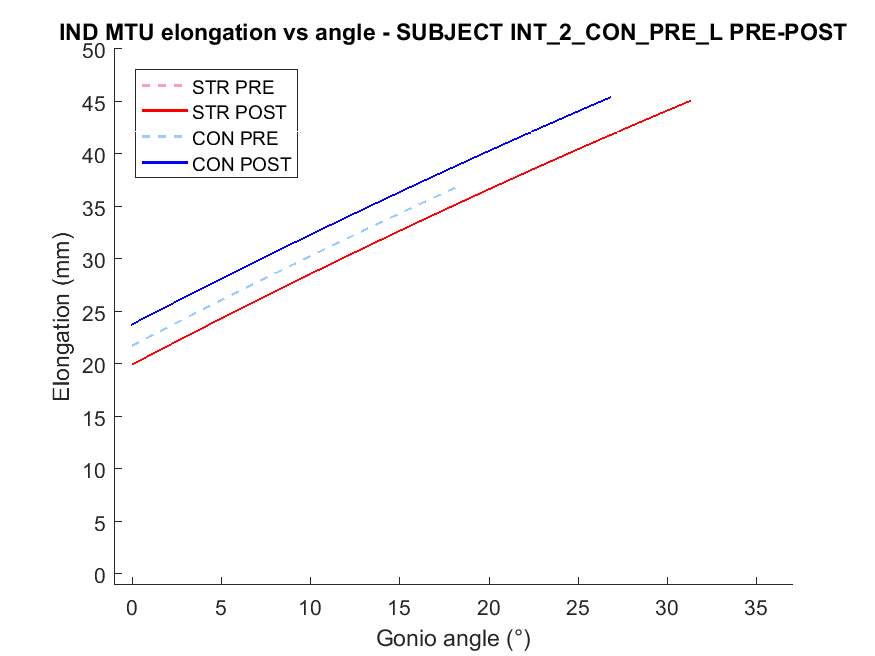 IND MTU elongation vs angle - SUBJECT INT_2_CON_PRE_L PRE-POST
50
45
40
35
30
25
20
15
10
5
0
Elongation (mm)
STR PRE
STR POST
CON PRE
CON POST
0 5 10 15 20 25 30 35
Gonio angle (°)